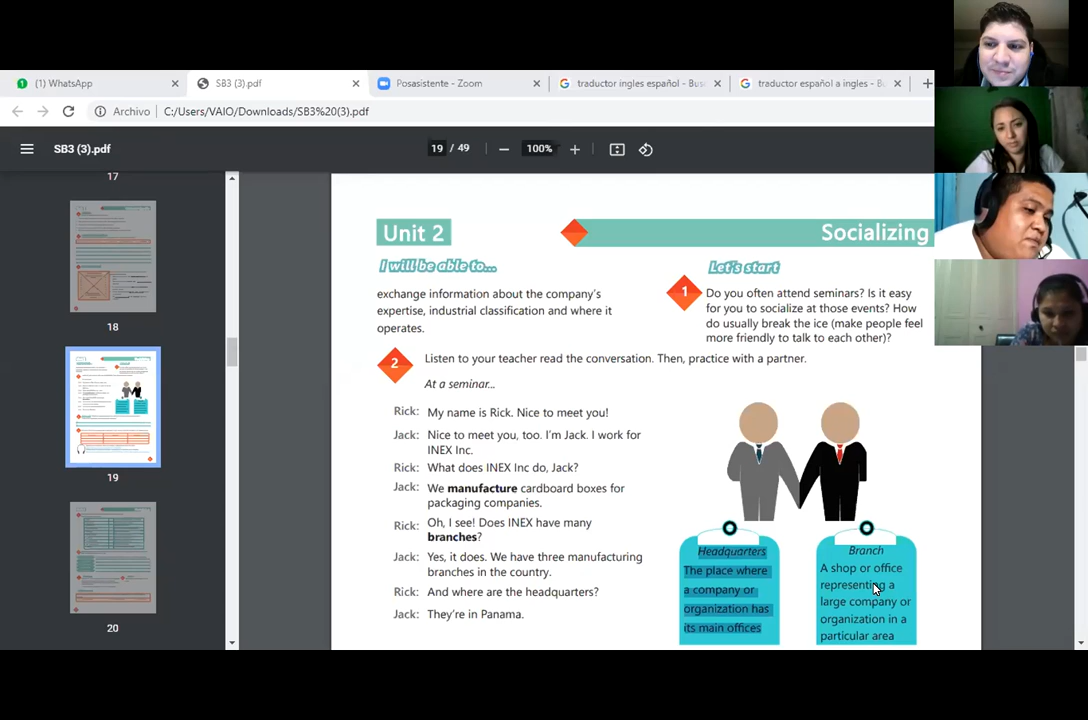 (1) WhatsApp
SB3 (3).pdf
Posasistente - Zoom
traductor ingles español - Bus
traductor español a ingles - B
Archivo
C:/Users/VAIO/Downloads/SB3%20(3).pdf
SB3 (3).pdf
19 / 49
100%
17
18
19
20
Unit 2
Socializing
I will be able to...
exchange information about the company's
expertise, industrial classification and where it
operates.
Let's start
1
Do you often attend seminars? Is it easy
for you to socialize at those events? How
do usually break the ice (make people feel
more friendly to talk to each other)?
2
Listen to your teacher read the conversation. Then, practice with a partner.
At a seminar...
Rick: My name is Rick. Nice to meet you!
Jack: Nice to meet you, too. I'm Jack. I work for
INEX Inc.
Rick: What does INEX Inc do, Jack?
Jack: We manufacture cardboard boxes for
packaging companies.
Rick: Oh, I see! Does INEX have many
branches?
Jack: Yes, it does. We have three manufacturing
branches in the country.
Rick: And where are the headquarters?
Jack: They're in Panama.
Headquarters
The place where
a company or
organization has
its main offices
Branch
A shop or office
representing a
large company or
organization in a
particular area